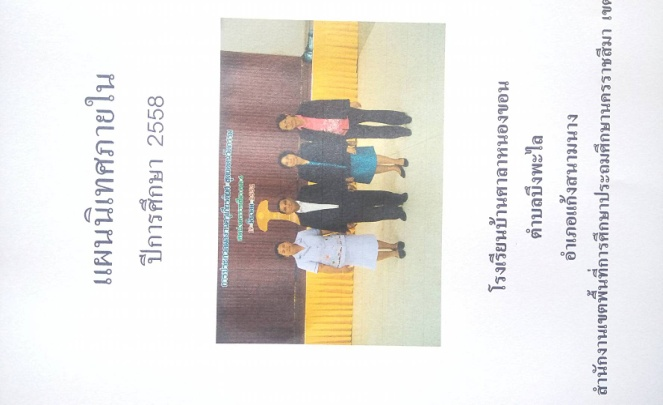 แผนนิเทศภายใน
ปีการศึกษา 2558
โรงเรียนบ้านศาลาหนองขอน
ตำบลบึงพะไล
อำเภอแก้งสนามนาง
สำนักงานเขตพื้นที่การศึกษาประถมศึกษานครราชสีมา เขต